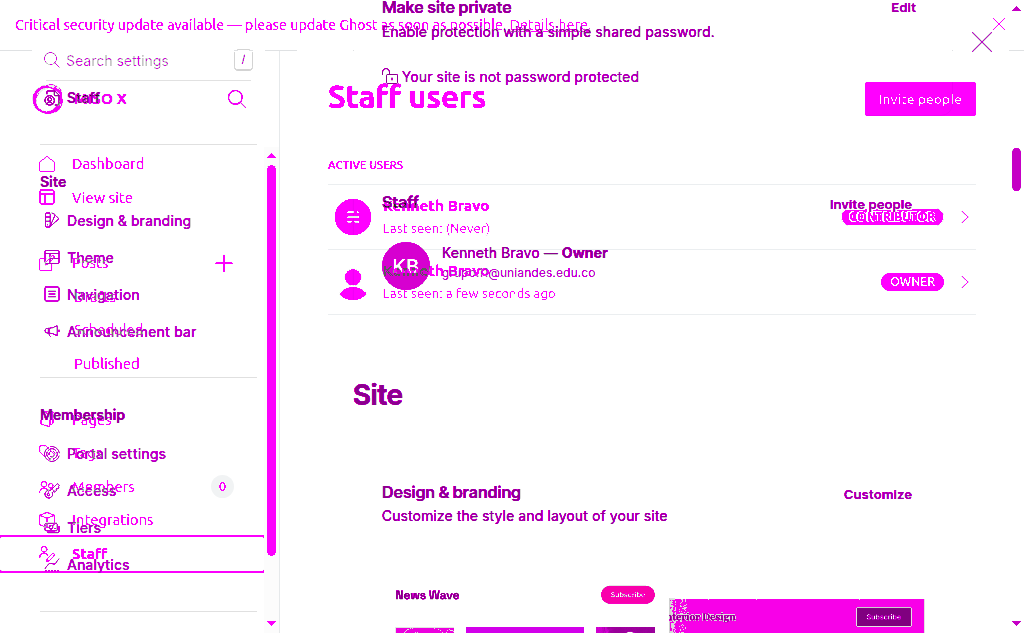 Critical security update available — please update Ghost as soon as possible. Details here
Make site private
Edit
Enable protection with a simple shared password.
Your site is not password protected
Search settings
/
Staff
Staff users
Invite people
ACTIVE USERS
Dashboard
Site
View site
Design & branding
Theme
Posts
Navigation
Drafts
Announcement bar
Scheduled
Published
Membership
Pages
Portal settings
Tags
Access
Members
0
Integrations
Tiers
Staff
Analytics
Staff
Invite people
Kenneth Bravo
CONTRIBUTOR
Last seen: (Never)
Kenneth Bravo — Owner
Kenneth Bravo
@uniandes.edu.co
OWNER
Last seen: a few seconds ago
KB
Site
Design & branding
Customize
Customize the style and layout of your site
News Wave
Subscribe
Interior Design
Subscribe